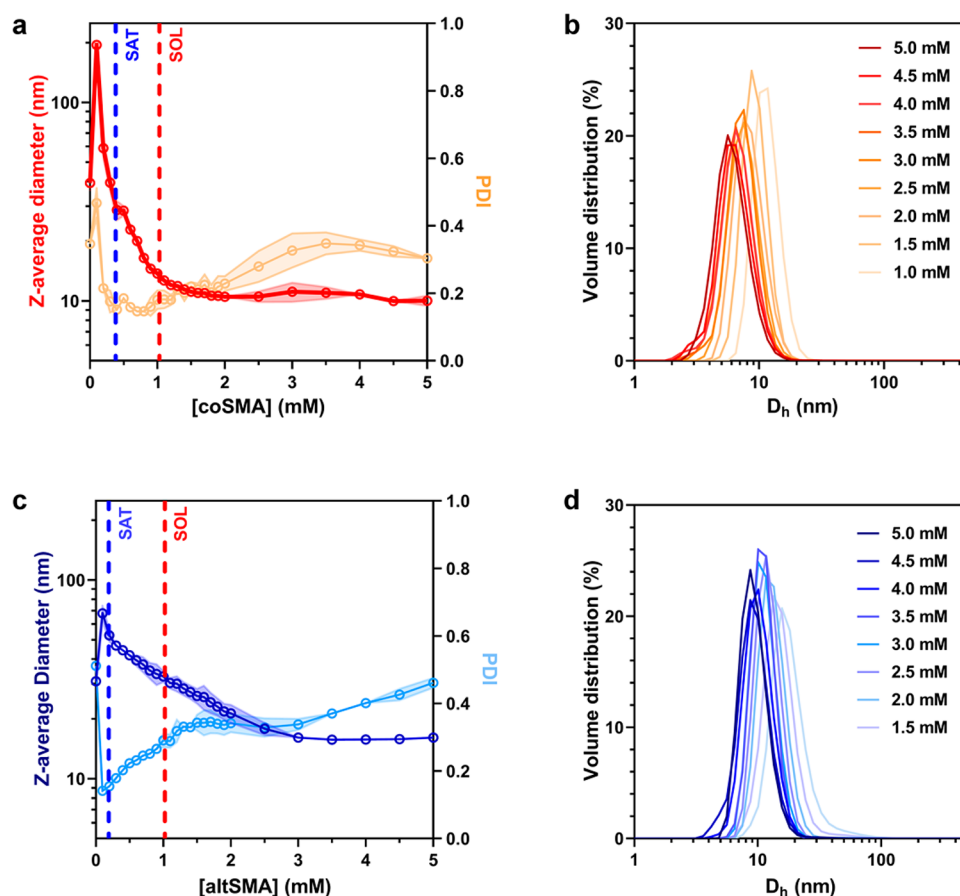 a
Z-average diameter (nm)
100
10
SAT
SOL
1.0
0.8
0.6
0.4
0.2
0.0
PDI
0 1 2 3 4 5
[coSMA] (mM)
b
Volume distribution (%)
30
20
10
0
5.0 mM
4.5 mM
4.0 mM
3.5 mM
3.0 mM
2.5 mM
2.0 mM
1.5 mM
1.0 mM
1 10 100
Dh (nm)
c
Z-average Diameter (nm)
100
10
SAT
SOL
1.0
0.8
0.6
0.4
0.2
0.0
PDI
0 1 2 3 4 5
[altSMA] (mM)
d
Volume distribution (%)
30
20
10
0
5.0 mM
4.5 mM
4.0 mM
3.5 mM
3.0 mM
2.5 mM
2.0 mM
1.5 mM
1 10 100
Dh (nm)